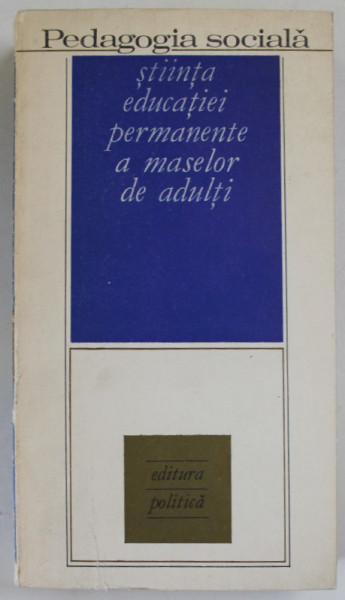 Pedagogia socială
știința
educației
permanente
a maselor
de adulți
editura
politică